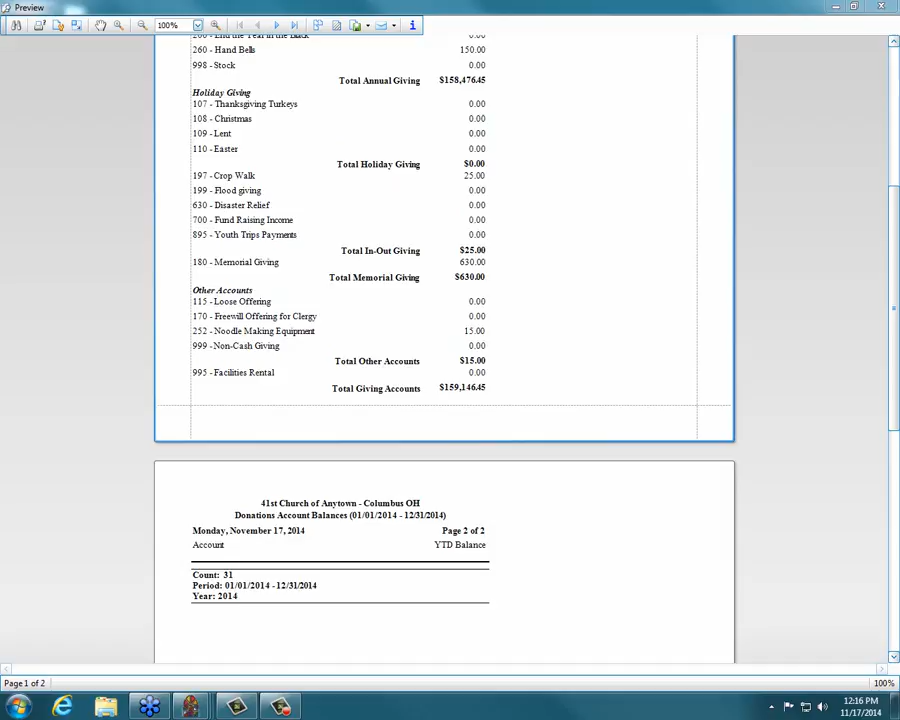 Preview
100%
200 - End the Year in the Black 0.00
260 - Hand Bells 150.00
998 - Stock 0.00
Total Annual Giving $158,476.45
Holiday Giving
107 - Thanksgiving Turkeys 0.00
108 - Christmas 0.00
109 - Lent 0.00
110 - Easter 0.00
Total Holiday Giving $0.00
197 - Crop Walk 25.00
199 - Flood giving 0.00
630 - Disaster Relief 0.00
700 - Fund Raising Income 0.00
895 - Youth Trips Payments 0.00
Total In-Out Giving $25.00
180 - Memorial Giving 630.00
Total Memorial Giving $630.00
Other Accounts
115 - Loose Offering 0.00
170 - Freewill Offering for Clergy 0.00
252 - Noodle Making Equipment 15.00
999 - Non-Cash Giving 0.00
Total Other Accounts $15.00
995 - Facilities Rental 0.00
Total Giving Accounts $159,146.45
41st Church of Anytown - Columbus OH
Donations Account Balances (01/01/2014 - 12/31/2014)
Monday, November 17, 2014 Page 2 of 2
Account YTD Balance
Count: 31
Period: 01/01/2014 - 12/31/2014
Year: 2014
Page 1 of 2 100%
12:16 PM
11/17/2014